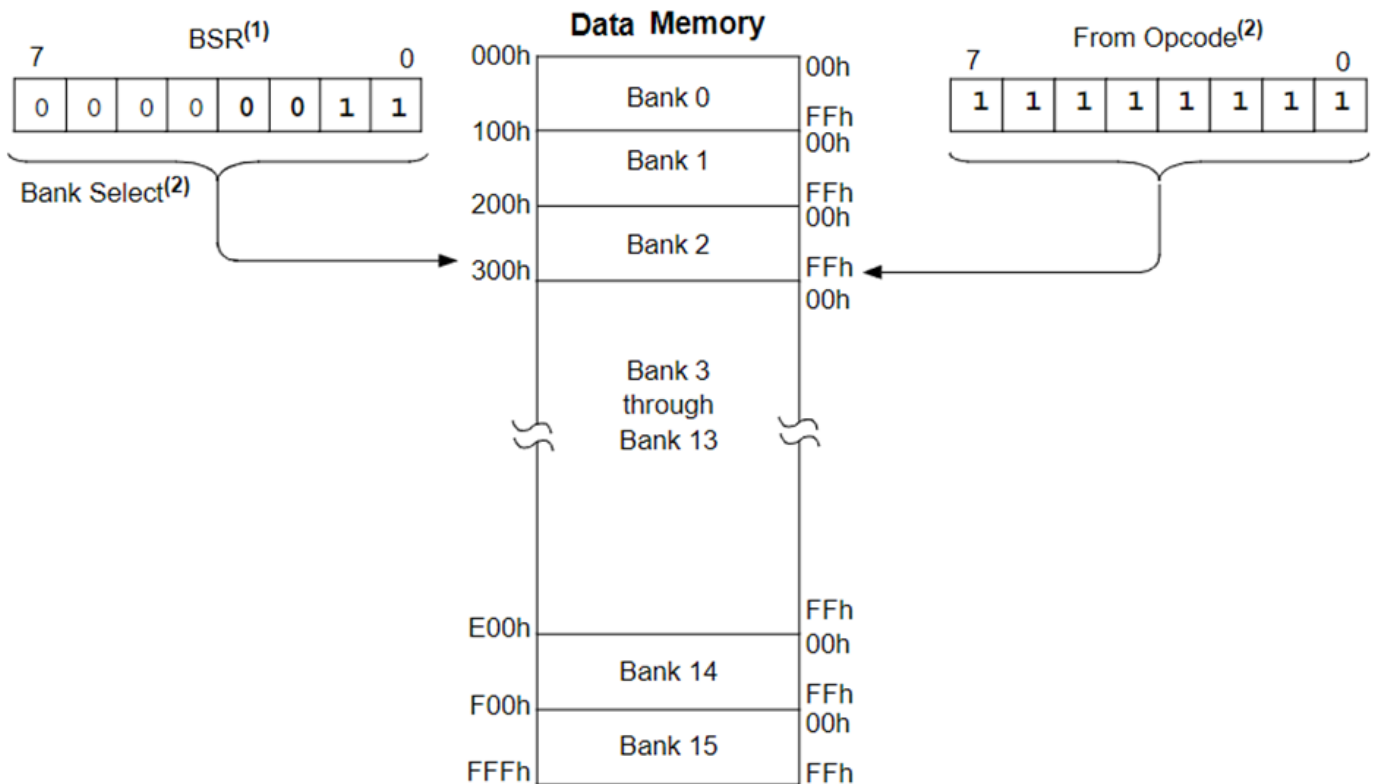 Data Memory
BSR(1)
7 0
0 0 0 0 0 0 1 1
Bank Select(2)
From Opcode(2)
7 0
1 1 1 1 1 1 1 1
000h 00h
Bank 0
FFh
100h 00h
Bank 1
FFh
200h 00h
Bank 2
300h FFh
00h
Bank 3
through
Bank 13
FFh
E00h 00h
Bank 14
FFh
F00h 00h
Bank 15
FFFh FFh